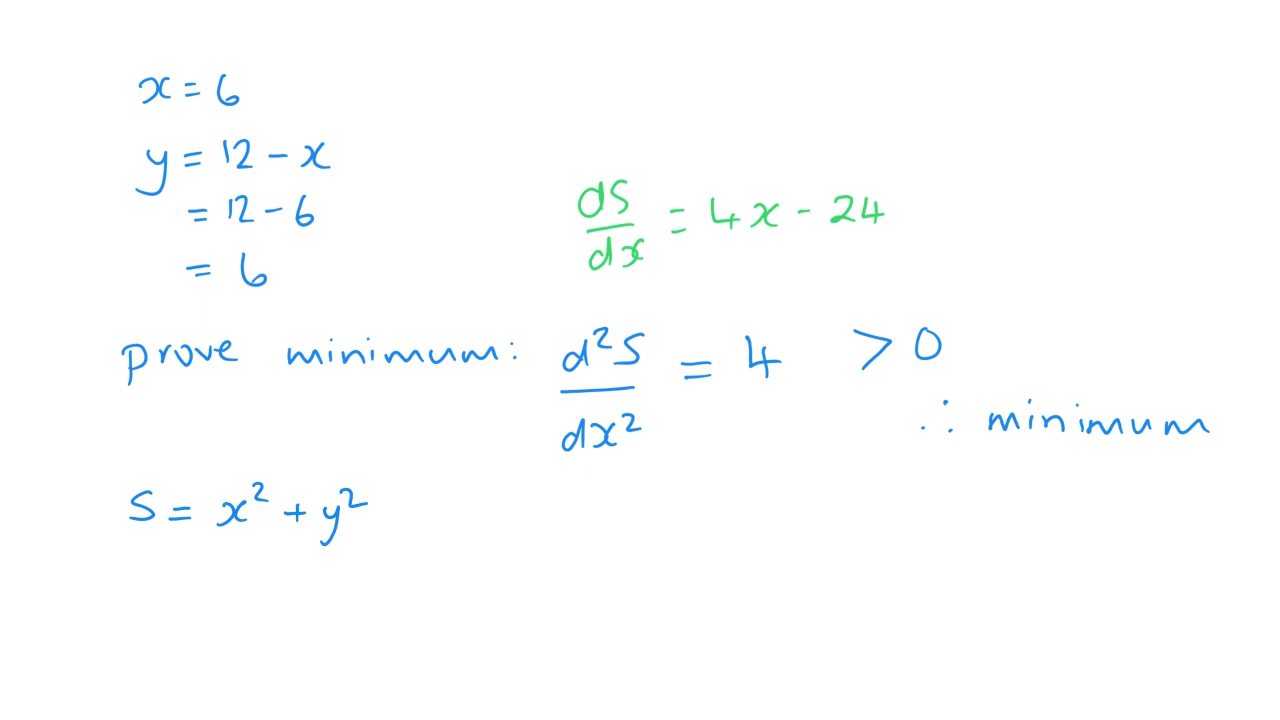 x = 6
y = 12 - x
= 12 - 6
= 6
dS/dx = 4x - 24
prove minimum: d²S/dx² = 4 > 0
∴ minimum
S = x² + y²